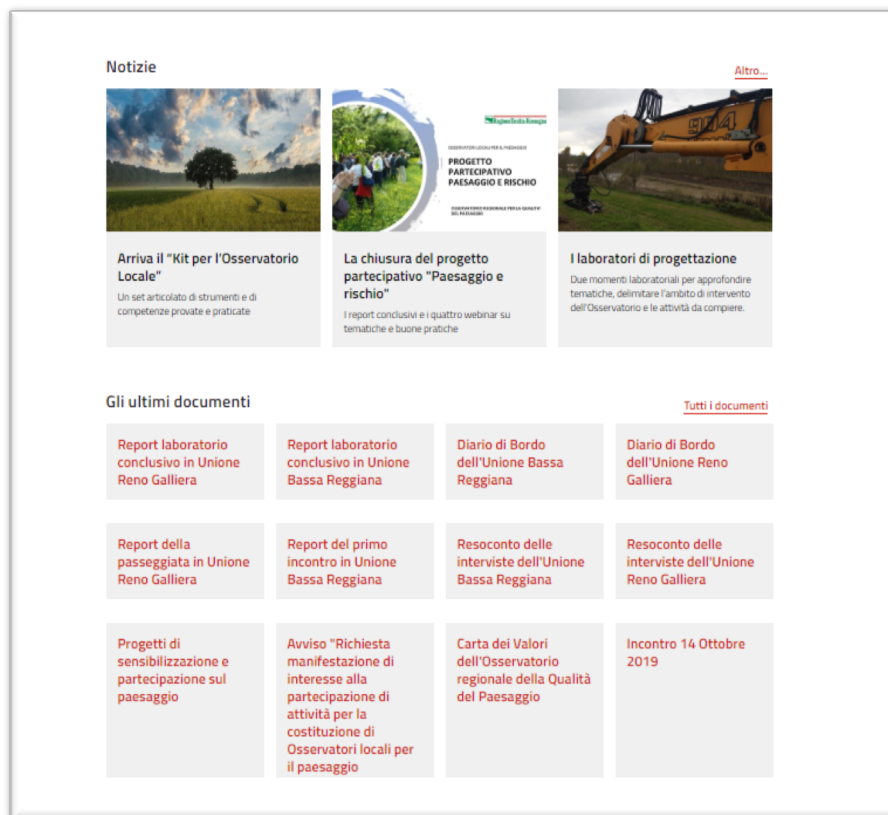 Notizie
Altro...
RegioneEmilia-Romagna
OSSERVATORI LOCALI PER IL PAESAGGIO
PROGETTO
PARTECIPATIVO
PAESAGGIO E RISCHIO
OSSERVATORIO REGIONALE PER LA QUALITA'
DEL PAESAGGIO
904
Arriva il "Kit per l'Osservatorio
Locale"
Un set articolato di strumenti e di
competenze provate e praticate
La chiusura del progetto
partecipativo "Paesaggio e
rischio"
I report conclusivi e i quattro webinar su
tematiche e buone pratiche
I laboratori di progettazione
Due momenti laboratoriali per approfondire
tematiche, delimitare l'ambito di intervento
dell'Osservatorio e le attività da compiere.
Gli ultimi documenti
Tutti i documenti
Report laboratorio
conclusivo in Unione
Reno Galliera
Report laboratorio
conclusivo in Unione
Bassa Reggiana
Diario di Bordo
dell'Unione Bassa
Reggiana
Diario di Bordo
dell'Unione Reno
Galliera
Report della
passeggiata in Unione
Reno Galliera
Report del primo
incontro in Unione
Bassa Reggiana
Resoconto delle
interviste dell'Unione
Bassa Reggiana
Resoconto delle
interviste dell'Unione
Reno Galliera
Progetti di
sensibilizzazione e
partecipazione sul
paesaggio
Avviso "Richiesta
manifestazione di
interesse alla
partecipazione di
attività per la
costituzione di
Osservatori locali per
il paesaggio
Carta dei Valori
dell'Osservatorio
regionale della Qualità
del Paesaggio
Incontro 14 Ottobre
2019